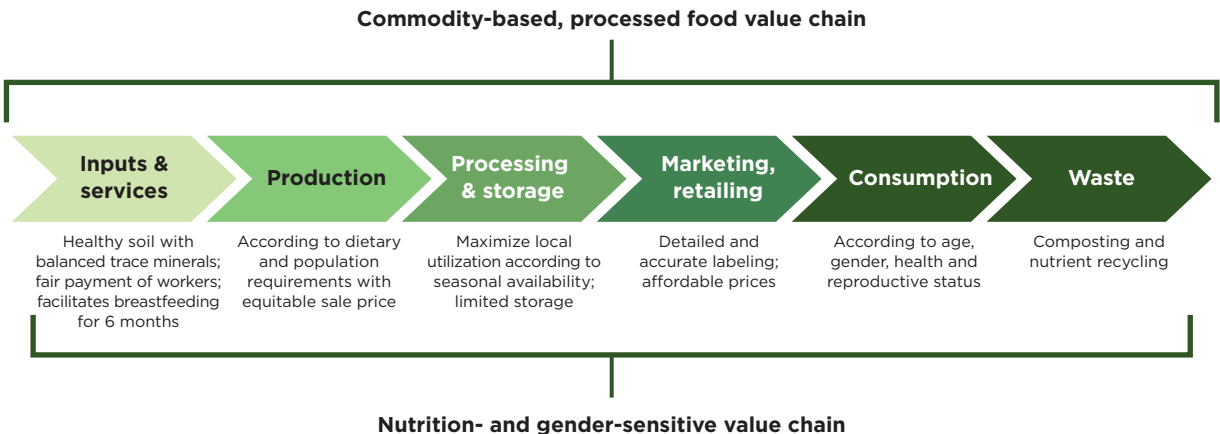 Commodity-based, processed food value chain
Inputs &
services
Production
Processing
& storage
Marketing,
retailing
Consumption
Waste
Healthy soil with
balanced trace minerals;
fair payment of workers;
facilitates breastfeeding
for 6 months
According to dietary
and population
requirements with
equitable sale price
Maximize local
utilization according to
seasonal availability;
limited storage
Detailed and
accurate labeling;
affordable prices
According to age,
gender, health and
reproductive status
Composting and
nutrient recycling
Nutrition- and gender-sensitive value chain